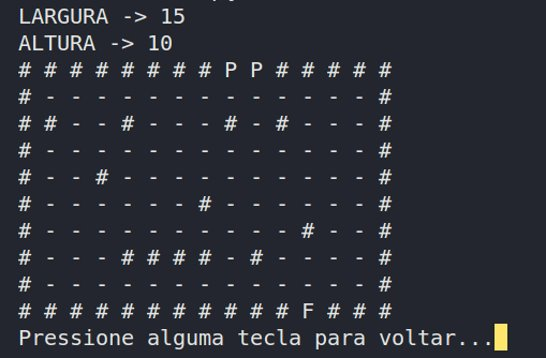 LARGURA -> 15
ALTURA -> 10
# # # # # # # # P P # # # # #
# - - - - - - - - - - - - - #
# # - - # - - - # - # - - - #
# - - - - - - - - - - - - - #
# - - # - - - - - - - - - - #
# - - - - - - # - - - - - - #
# - - - - - - - - - - # - - #
# - - - # # # # - # - - - - #
# - - - - - - - - - - - - - #
# # # # # # # # # # # F # # #
Pressione alguma tecla para voltar...